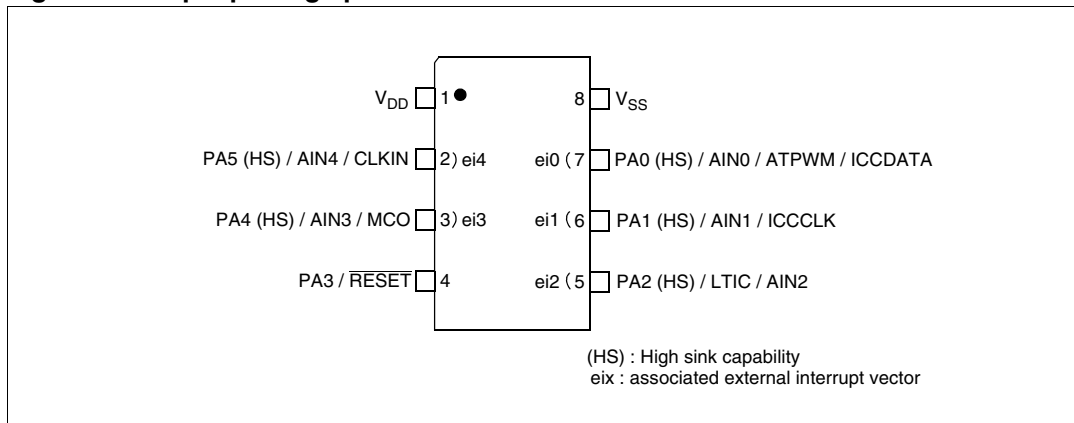 V_DD 1 8 V_SS
PA5 (HS) / AIN4 / CLKIN 2) ei4 ei0 (7 PA0 (HS) / AIN0 / ATPWM / ICCDATA
PA4 (HS) / AIN3 / MCO 3) ei3 ei1 (6 PA1 (HS) / AIN1 / ICCCLK
PA3 / RESET 4 ei2 (5 PA2 (HS) / LTIC / AIN2
(HS) : High sink capability
eix : associated external interrupt vector